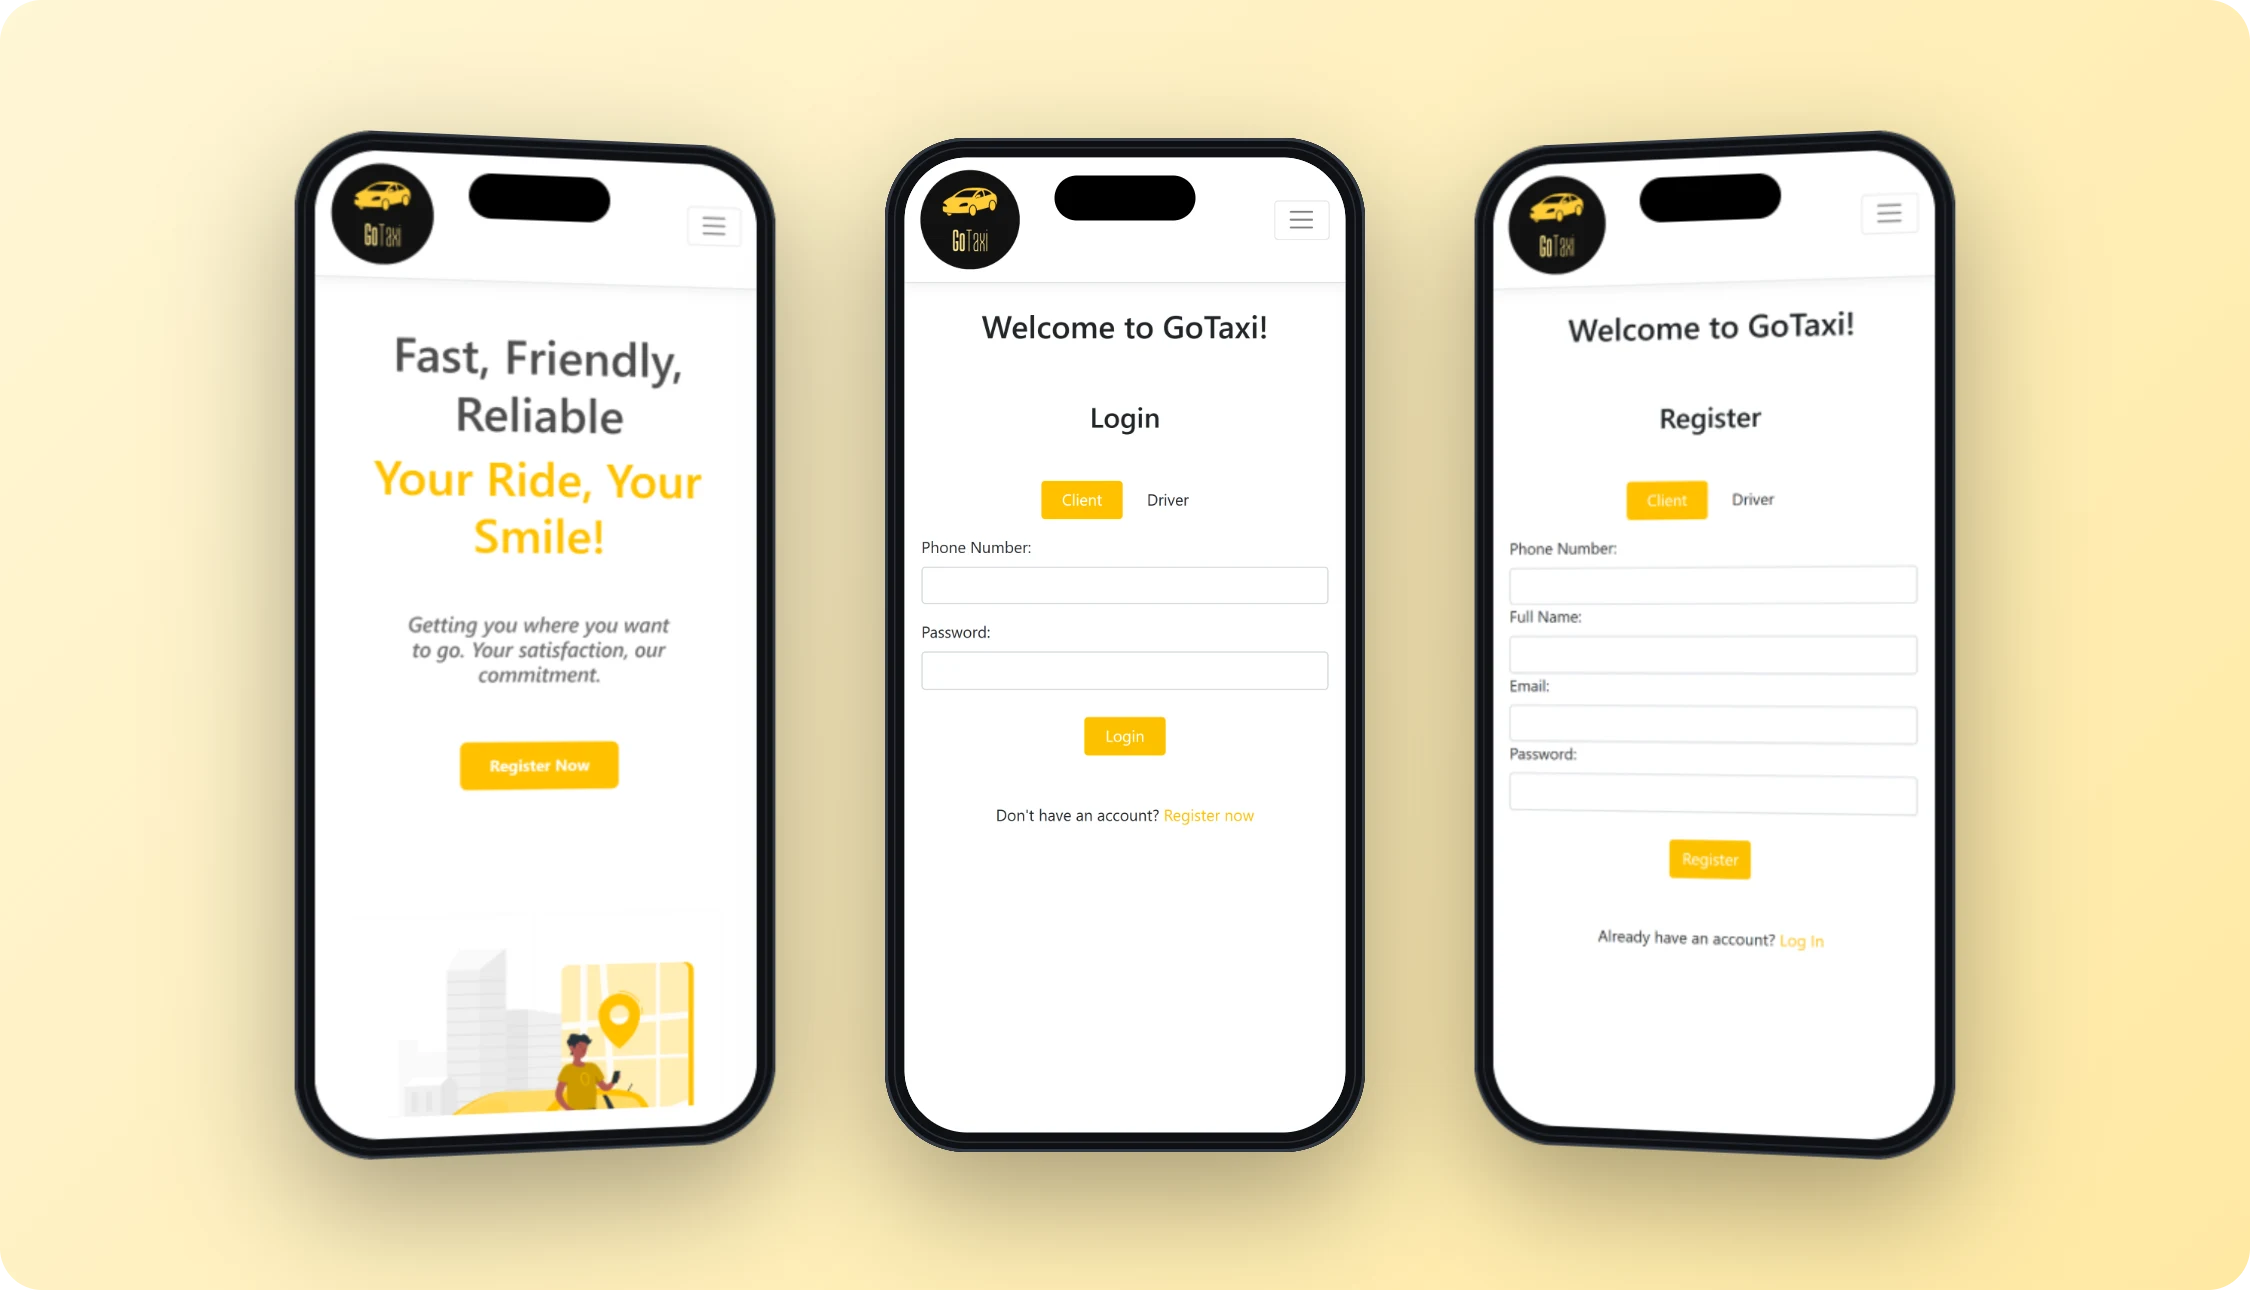 GoTaxi
Fast, Friendly,
Reliable
Your Ride, Your
Smile!
Getting you where you want
to go. Your satisfaction, our
commitment.
Register Now
GoTaxi
Welcome to GoTaxi!
Login
Client Driver
Phone Number:
Password:
Login
Don't have an account? Register now
GoTaxi
Welcome to GoTaxi!
Register
Client Driver
Phone Number:
Full Name:
Email:
Password:
Register
Already have an account? Log In